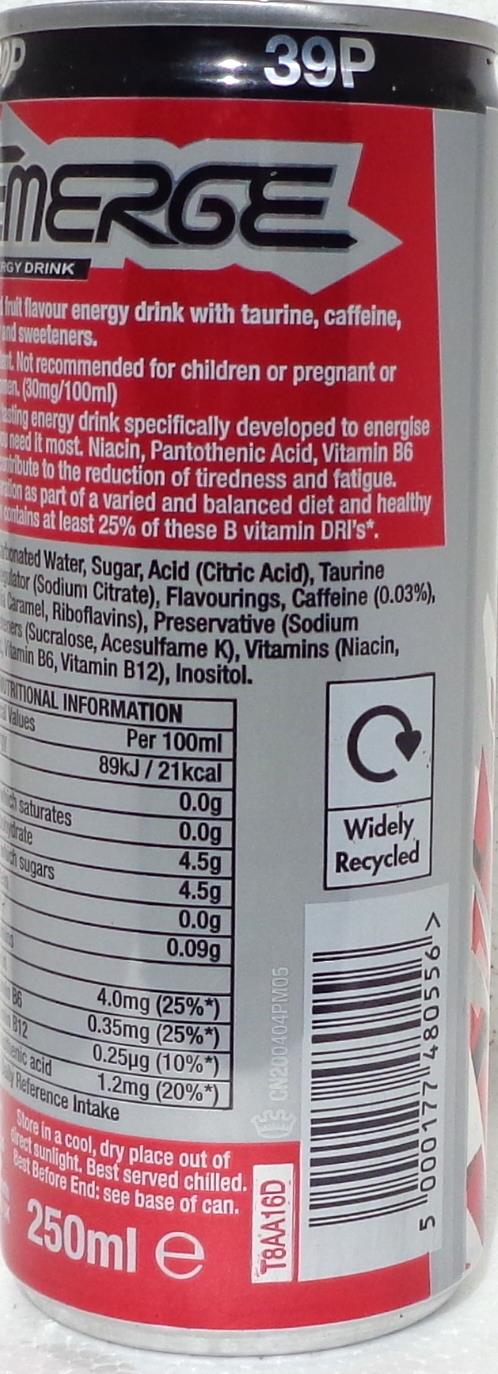 39P
EMERGE
RGY DRINK
fruit flavour energy drink with taurine, caffeine,
and sweeteners.
Not recommended for children or pregnant or
(30mg/100ml)
tasting energy drink specifically developed to energise
need it most. Niacin, Pantothenic Acid, Vitamin B6
to the reduction of tiredness and fatigue.
as part of a varied and balanced diet and healthy
contains at least 25% of these B vitamin DRI's*.
Water, Sugar, Acid (Citric Acid), Taurine
(Sodium Citrate), Flavourings, Caffeine (0.03%),
Caramel, Riboflavins), Preservative (Sodium
(Sucralose, Acesulfame K), Vitamins (Niacin,
Vitamin B6, Vitamin B12), Inositol.
NUTRITIONAL INFORMATION
Values
Per 100ml
89kJ / 21kcal
0.0g
saturates
0.0g
4.5g
sugars
4.5g
0.0g
0.09g
4.0mg (25%*)
B6
0.35mg (25%*)
B12
0.25µg (10%*)
acid
1.2mg (20%*)
Reference Intake
Widely
Recycled
CN200404PM05
5 000177 480556 >
T8AA16D
Store in a cool, dry place out of
direct sunlight. Best served chilled.
Best Before End: see base of can.
250ml e